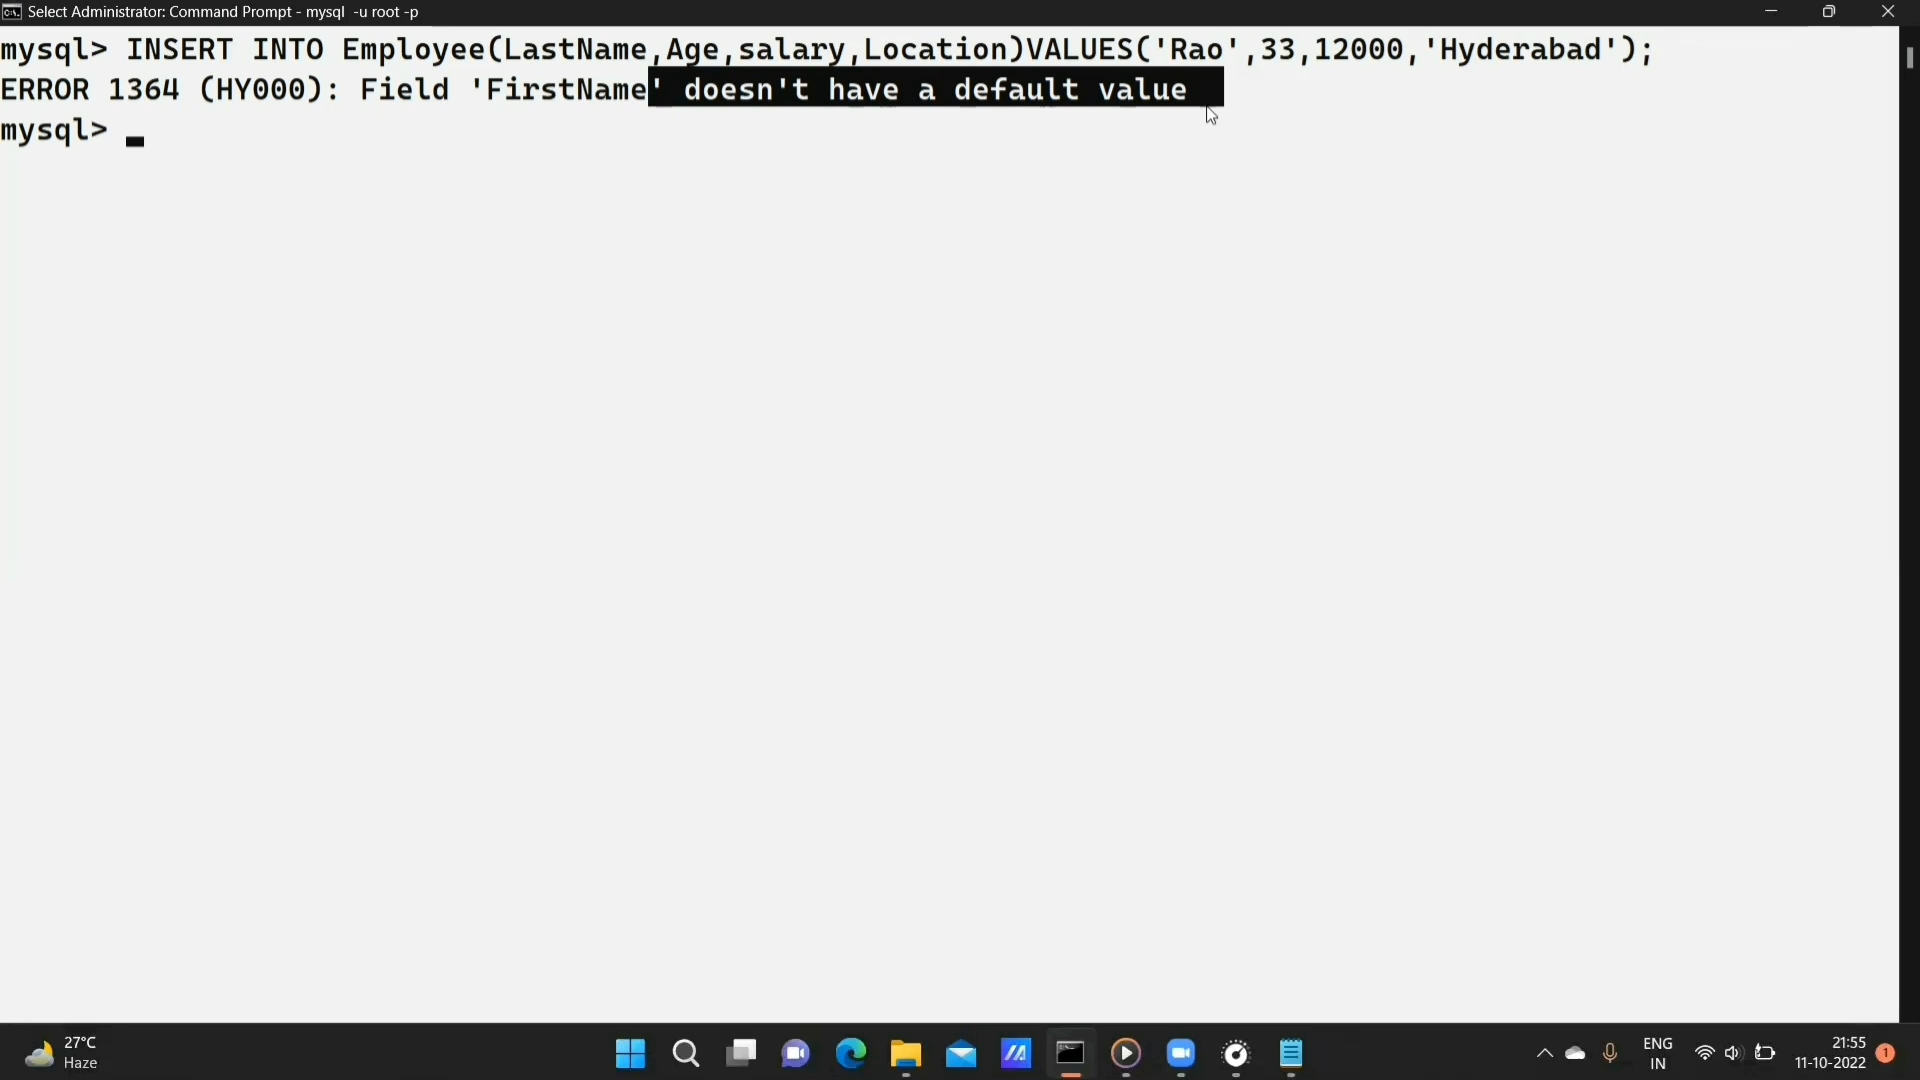 Select Administrator: Command Prompt - mysql -u root -p
mysql> INSERT INTO Employee(LastName,Age,salary,Location)VALUES('Rao',33,12000,'Hyderabad');
ERROR 1364 (HY000): Field 'FirstName' doesn't have a default value
mysql>
27°C
Haze
ENG
IN
21:55
11-10-2022
1